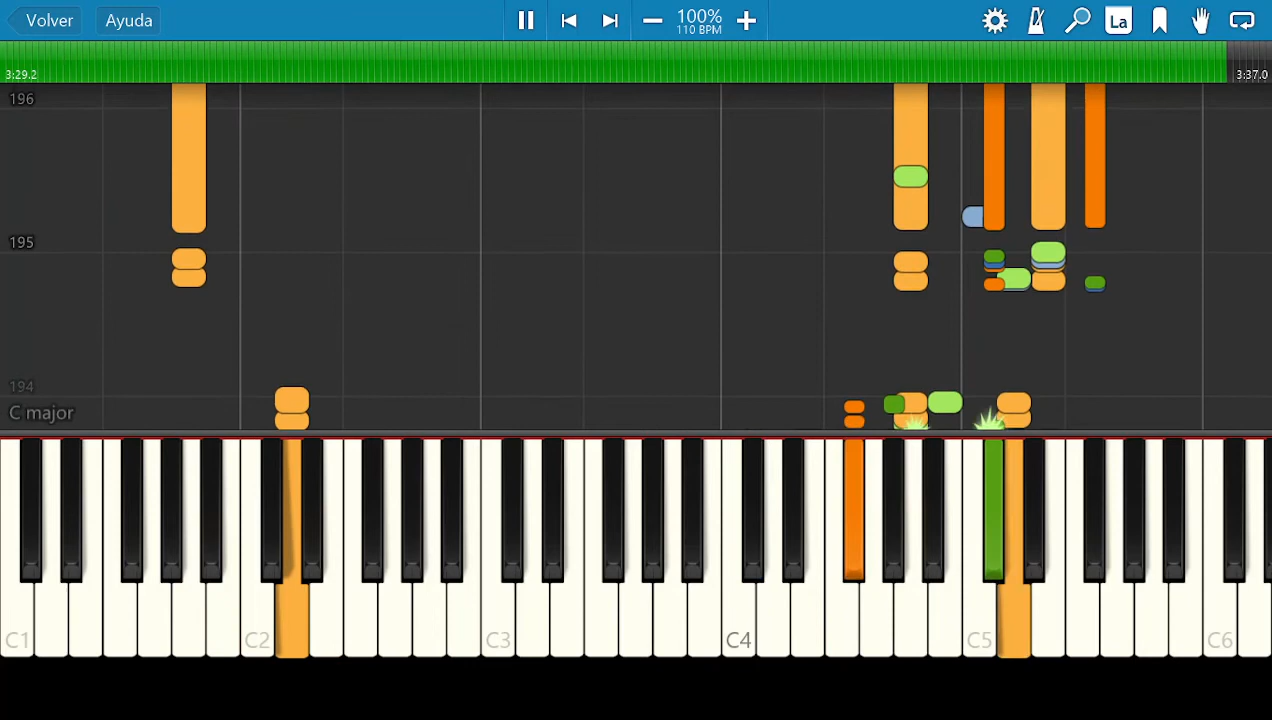 Volver
Ayuda
100%
110 BPM
La
3:29.2
3:37.0
196
195
194
C major
C1
C2
C3
C4
C5
C6